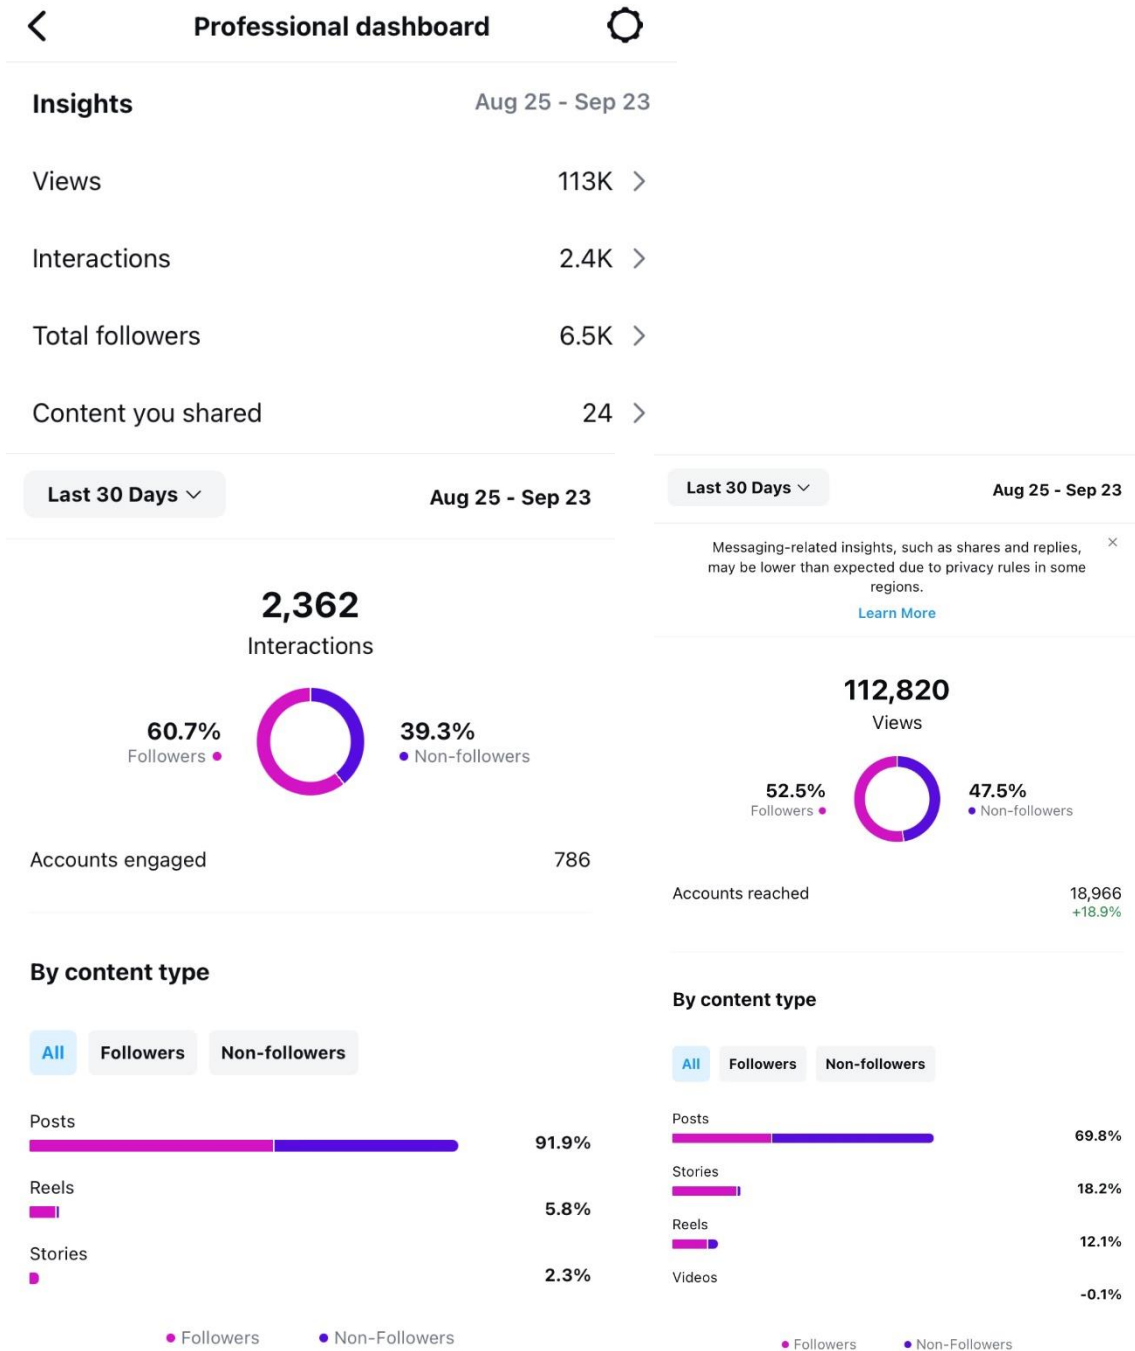 Professional dashboard
Insights Aug 25 - Sep 23
Views 113K
Interactions 2.4K
Total followers 6.5K
Content you shared 24
Last 30 Days Aug 25 - Sep 23
2,362
Interactions
60.7% 39.3%
Followers Non-followers
Accounts engaged 786
By content type
All Followers Non-followers
Posts
91.9%
Reels
5.8%
Stories
2.3%
Followers Non-Followers
Last 30 Days Aug 25 - Sep 23
Messaging-related insights, such as shares and replies,
may be lower than expected due to privacy rules in some
regions.
Learn More
112,820
Views
52.5% 47.5%
Followers Non-followers
Accounts reached 18,966
+18.9%
By content type
All Followers Non-followers
Posts
69.8%
Stories
18.2%
Reels
12.1%
Videos
-0.1%
Followers Non-Followers